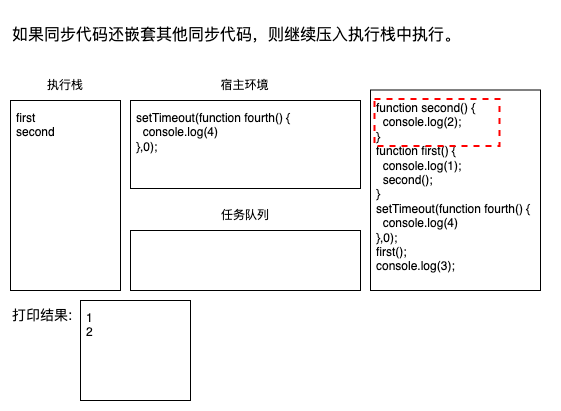 如果同步代码还嵌套其他同步代码，则继续压入执行栈中执行。
执行栈
first
second
宿主环境
setTimeout(function fourth() {
console.log(4)
},0);
任务队列
function second() {
console.log(2);
}
function first() {
console.log(1);
second();
}
setTimeout(function fourth() {
console.log(4)
},0);
first();
console.log(3);
打印结果:
1
2